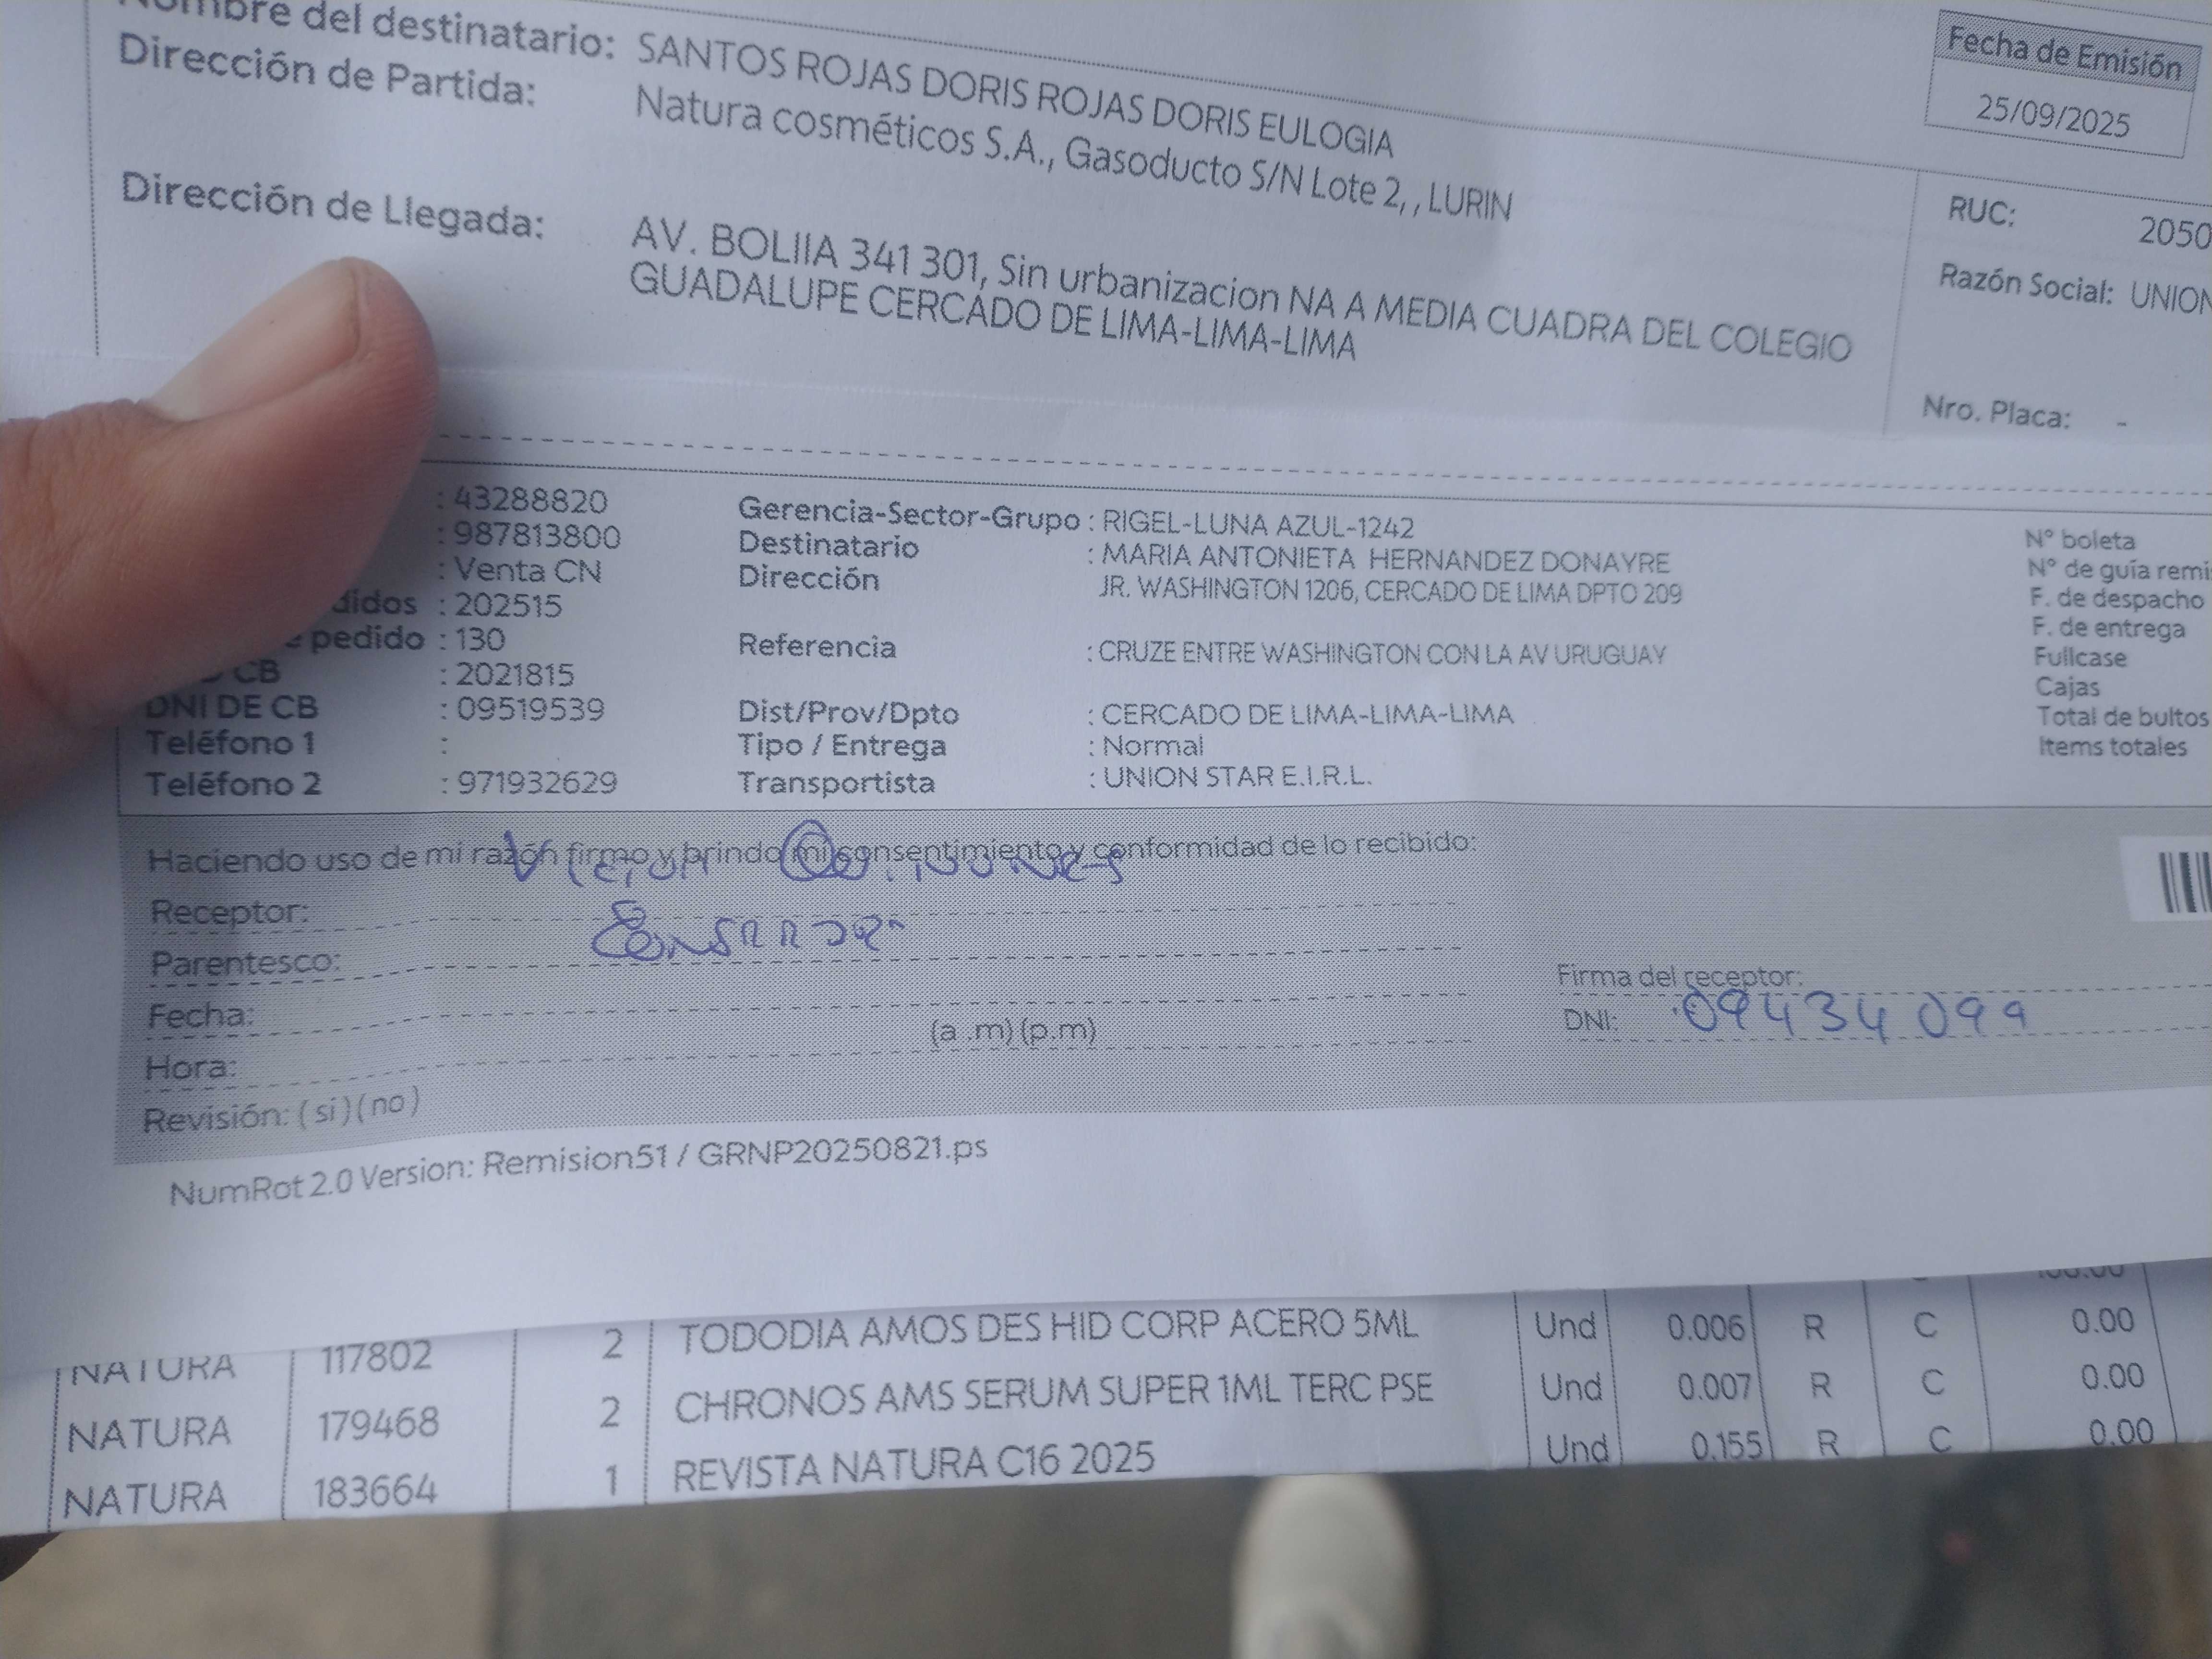 Nombre del destinatario: SANTOS ROJAS DORIS ROJAS DORIS EULOGIA
Dirección de Partida: Natura cosméticos S.A., Gasoducto S/N Lote 2, , LURIN
Dirección de Llegada: AV. BOLIIA 341 301, Sin urbanizacion NA A MEDIA CUADRA DEL COLEGIO
GUADALUPE CERCADO DE LIMA-LIMA-LIMA
Fecha de Emisión
25/09/2025
RUC: 2050
Razón Social: UNION
Nro. Placa: -
: 43288820
: 987813800
: Venta CN
didos : 202515
pedido : 130
CB : 2021815
DNI DE CB : 09519539
Teléfono 1 :
Teléfono 2 : 971932629
Gerencia-Sector-Grupo : RIGEL-LUNA AZUL-1242
Destinatario : MARIA ANTONIETA HERNANDEZ DONAYRE
Dirección JR. WASHINGTON 1206, CERCADO DE LIMA DPTO 209
Referencia : CRUZE ENTRE WASHINGTON CON LA AV URUGUAY
Dist/Prov/Dpto : CERCADO DE LIMA-LIMA-LIMA
Tipo / Entrega : Normal
Transportista : UNION STAR E.I.R.L.
N° boleta
N° de guía remi
F. de despacho
F. de entrega
Fullcase
Cajas
Total de bultos
Items totales
Haciendo uso de mi razón firmo y brindo mi consentimiento y conformidad de lo recibido:
Receptor:
Parentesco:
Fecha:
Hora: (a .m) (p.m)
Revisión: ( si ) ( no )
Firma del receptor:
DNI: 09434099
NumRot 2.0 Version: Remision51 / GRNP20250821.ps
NATURA 117802 2 TODODIA AMOS DES HID CORP ACERO 5ML Und 0.006 R C 0.00
NATURA 179468 2 CHRONOS AMS SERUM SUPER 1ML TERC PSE Und 0.007 R C 0.00
NATURA 183664 1 REVISTA NATURA C16 2025 Und 0.155 R C 0.00